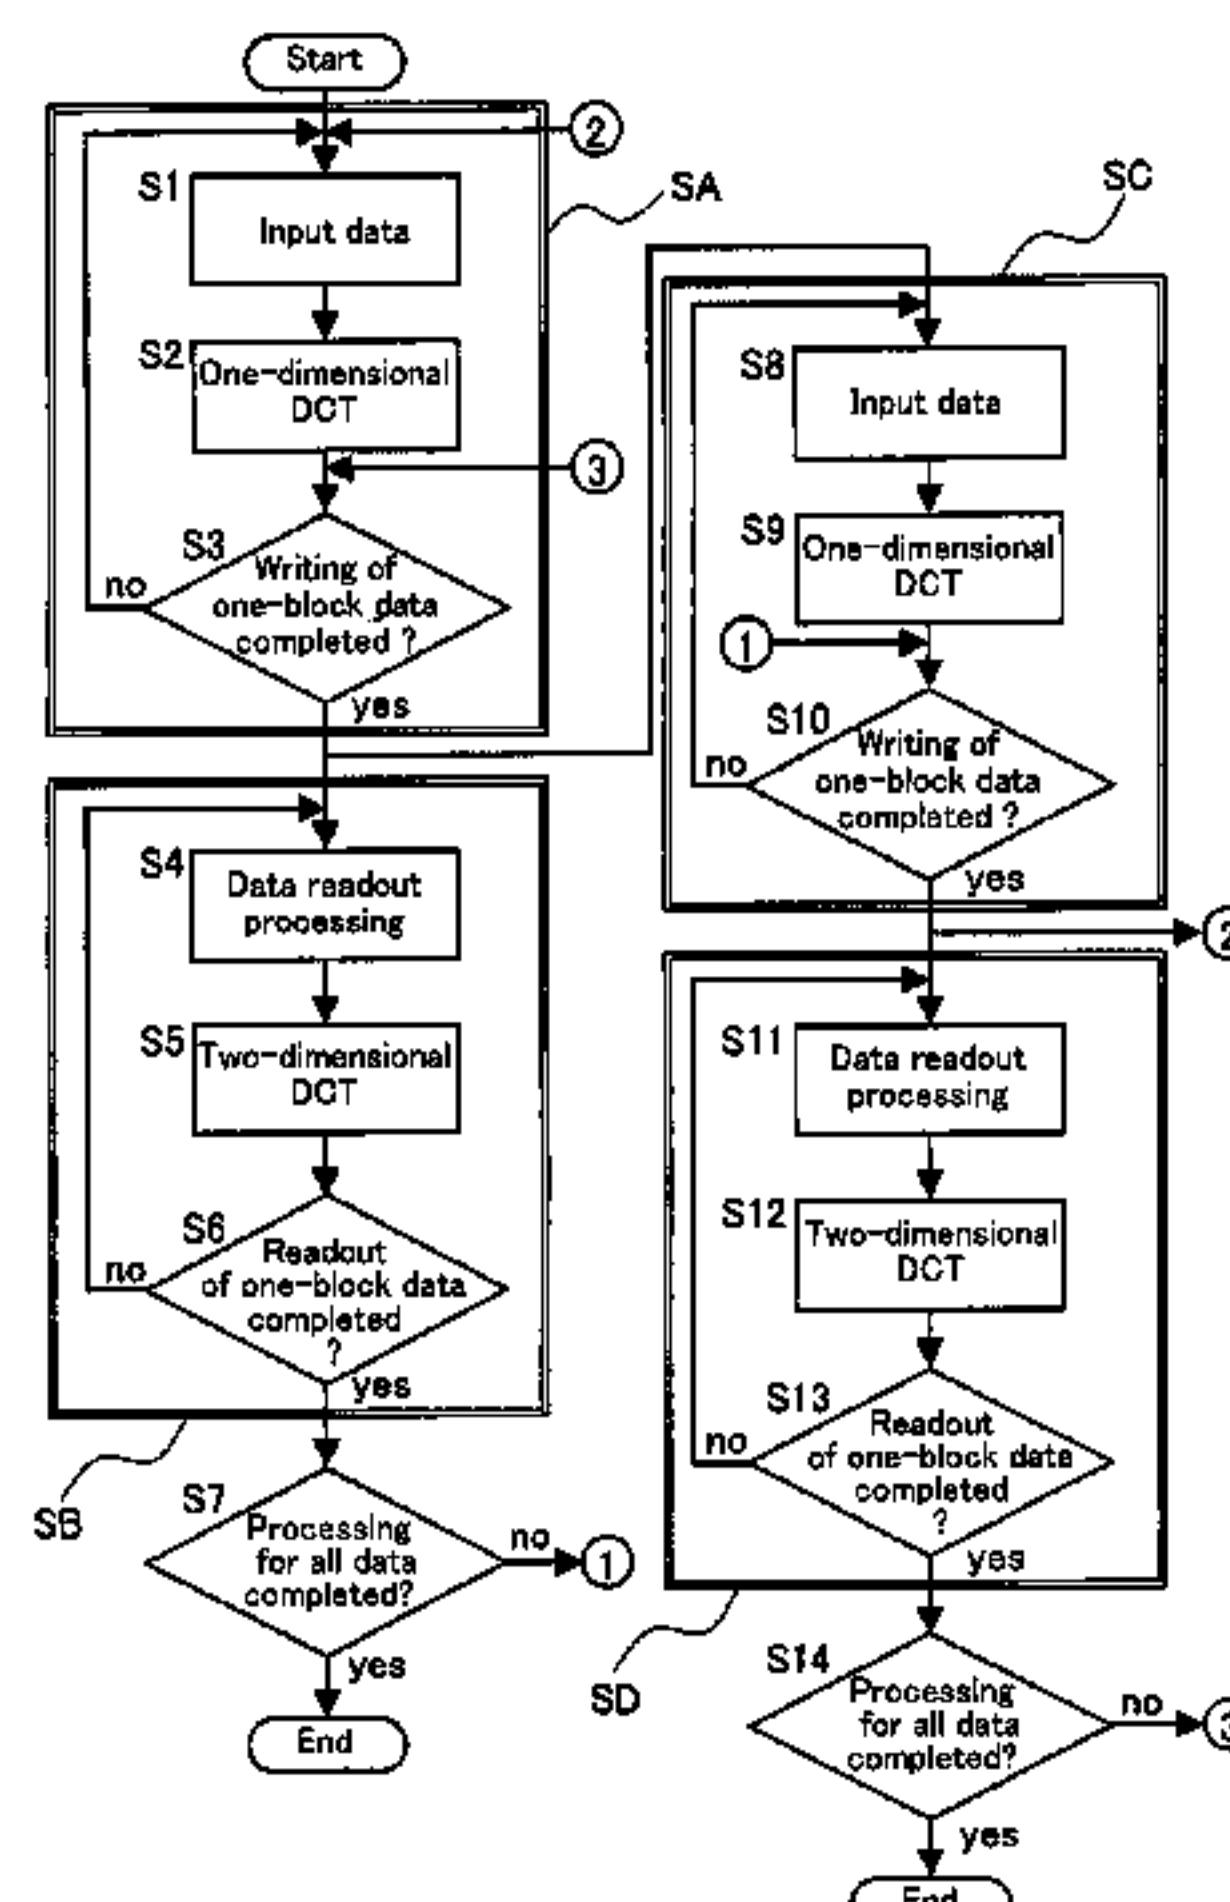 Start
2
S1
Input data
SA
S2
One-dimensional
DCT
3
S3
Writing of
one-block data
completed ?
no
yes
S4
Data readout
processing
S5
Two-dimensional
DCT
S6
Readout
of one-block data
completed
?
no
yes
SB
S7
Processing
for all data
completed?
no
1
yes
End
SC
S8
Input data
S9
One-dimensional
DCT
1
S10
Writing of
one-block data
completed ?
no
yes
2
S11
Data readout
processing
S12
Two-dimensional
DCT
S13
Readout
of one-block data
completed
?
no
yes
SD
S14
Processing
for all data
completed?
no
3
yes
End